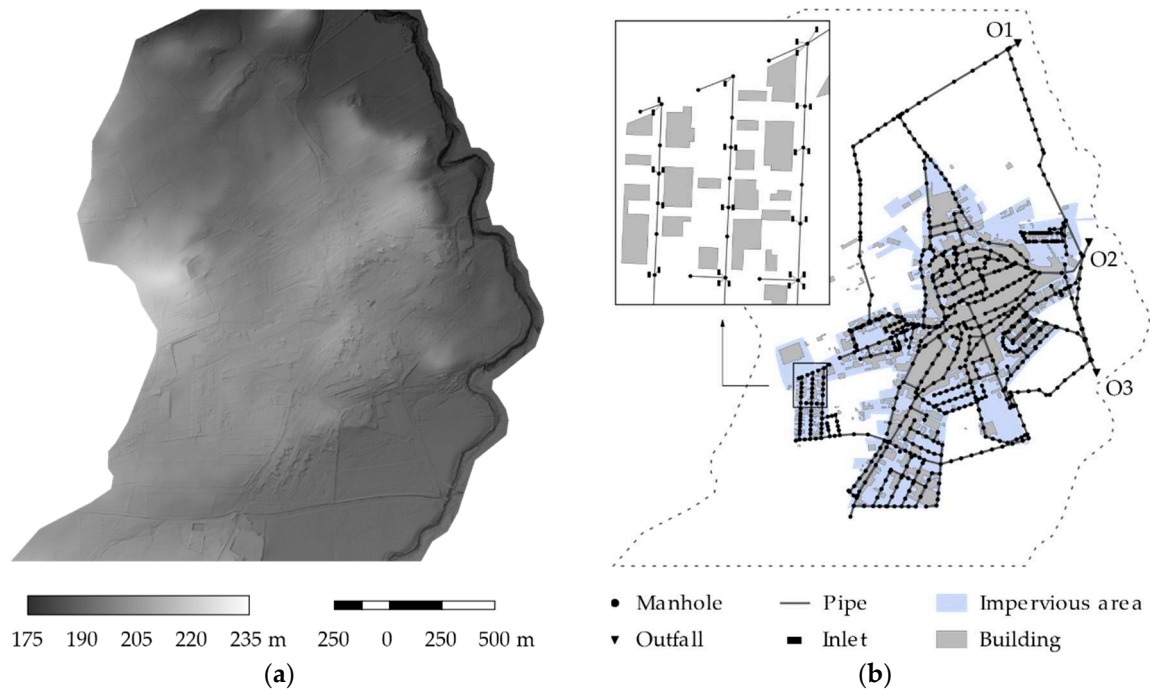 O1
O2
O3
Manhole Pipe Impervious area
175 190 205 220 235 m 250 0 250 500 m Outfall Inlet Building
(a) (b)